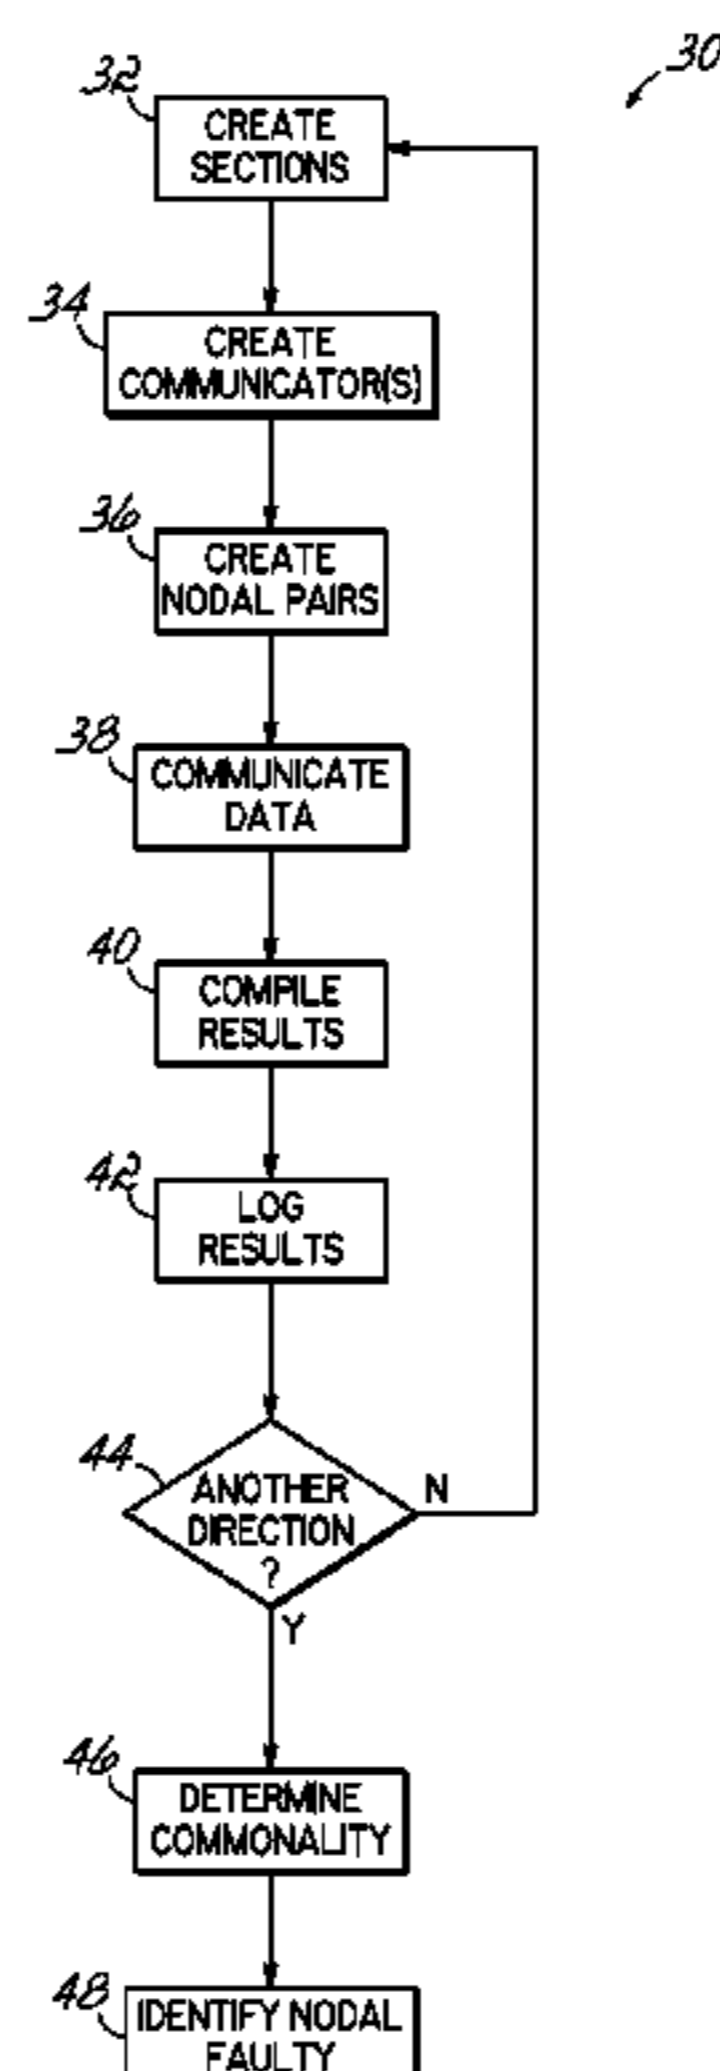 30
32
CREATE
SECTIONS
34
CREATE
COMMUNICATOR(S)
36
CREATE
NODAL PAIRS
38
COMMUNICATE
DATA
40
COMPILE
RESULTS
42
LOG
RESULTS
44
ANOTHER
DIRECTION
?
N
Y
46
DETERMINE
COMMONALITY
48
IDENTIFY NODAL
FAULTY